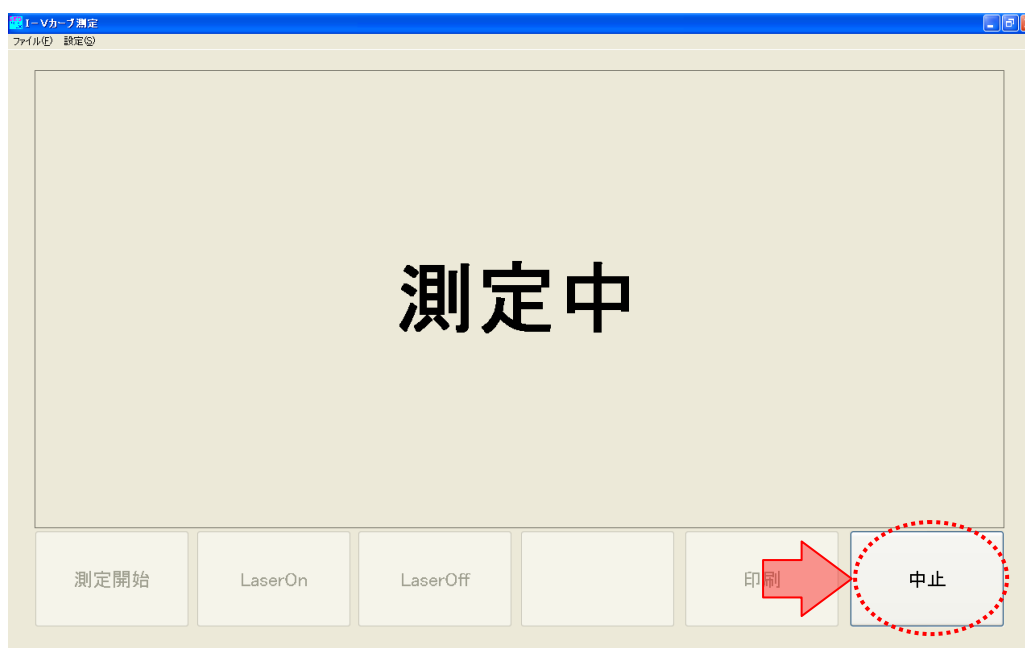 I－Vカーブ測定
ファイル(F) 設定(S)
測定中
測定開始 LaserOn LaserOff 印刷 中止